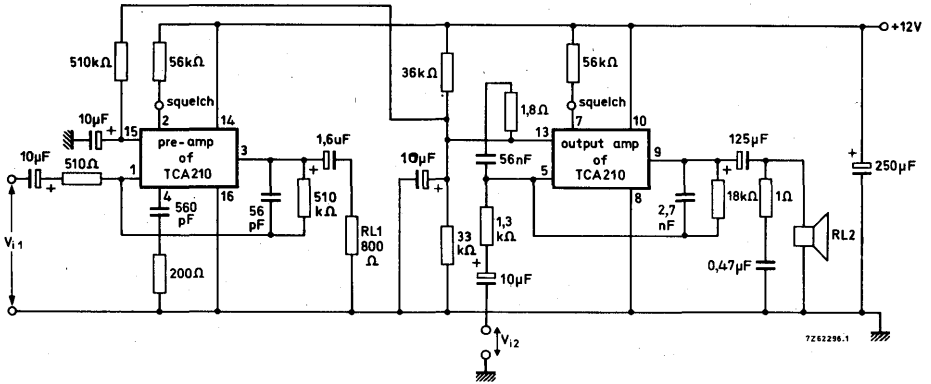 +12V
510kΩ
56kΩ
36kΩ
56kΩ
squelch
squelch
1,8Ω
10µF
+
15
2
14
pre-amp
of
TCA210
1,6uF
+
3
13
7
10
output amp
of
TCA210
9
125µF
+
+
250µF
10µF
+
510Ω
1
4
16
560
pF
56
pF
510
kΩ
RL1
800
Ω
10µF
+
56nF
5
8
2,7
nF
18kΩ
1Ω
RL2
1,3
kΩ
33
kΩ
Vi1
200Ω
+
10µF
0,47µF
Vi2
7Z62296.1